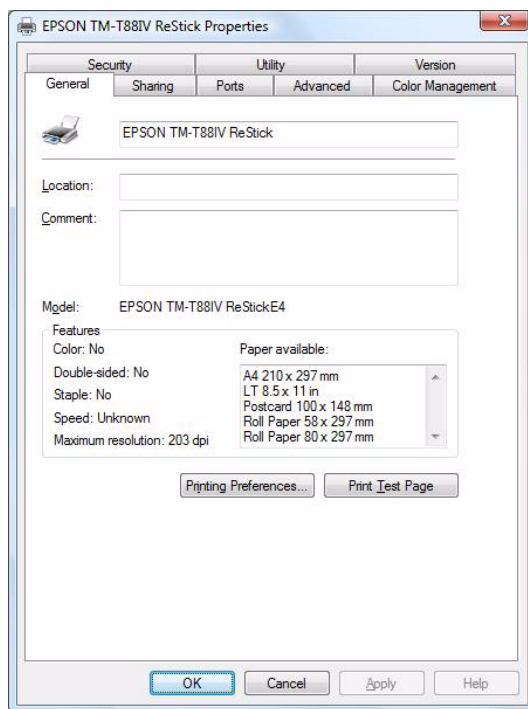 EPSON TM-T88IV ReStick Properties
Security Utility Version
General Sharing Ports Advanced Color Management
EPSON TM-T88IV ReStick
Location:
Comment:
Model: EPSON TM-T88IV ReStickE4
Features
Color: No
Double-sided: No
Staple: No
Speed: Unknown
Maximum resolution: 203 dpi
Paper available:
A4 210 x 297 mm
LT 8.5 x 11 in
Postcard 100 x 148 mm
Roll Paper 58 x 297 mm
Roll Paper 80 x 297 mm
Printing Preferences... Print Test Page
OK Cancel Apply Help